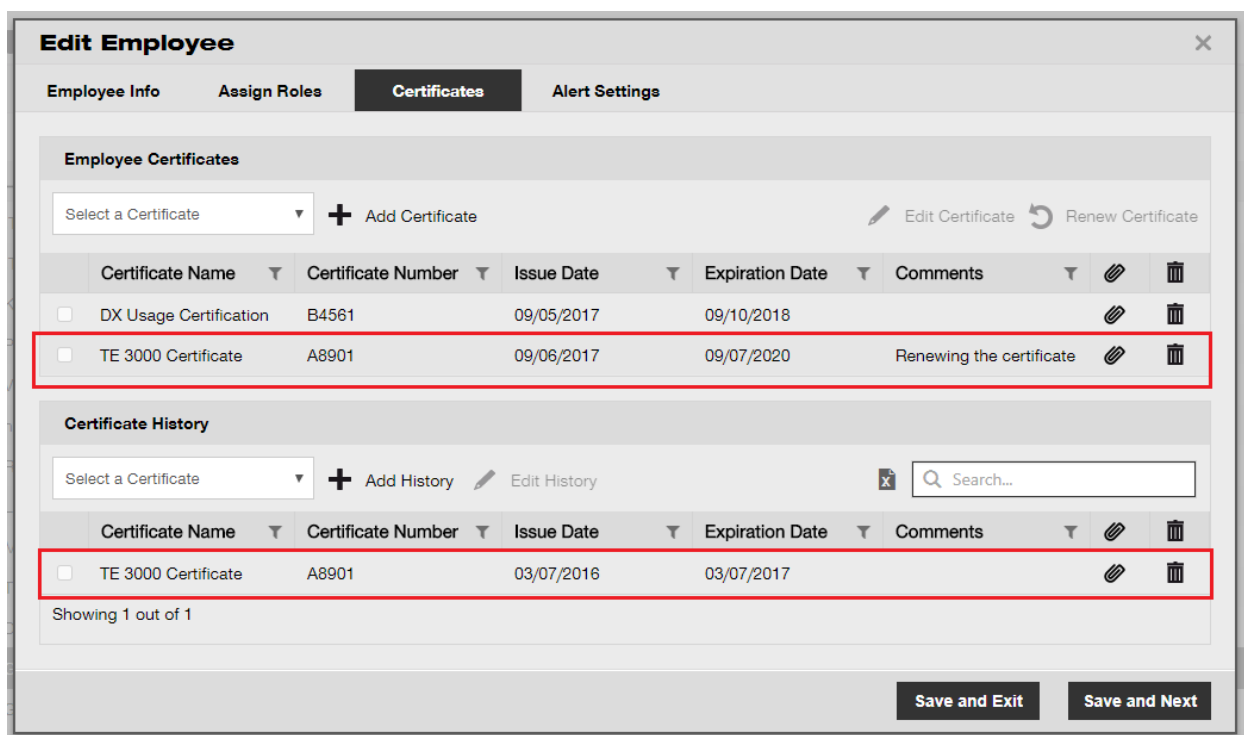 Edit Employee
Employee Info Assign Roles Certificates Alert Settings
Employee Certificates
Select a Certificate Add Certificate Edit Certificate Renew Certificate
Certificate Name Certificate Number Issue Date Expiration Date Comments
DX Usage Certification B4561 09/05/2017 09/10/2018
TE 3000 Certificate A8901 09/06/2017 09/07/2020 Renewing the certificate
Certificate History
Select a Certificate Add History Edit History Search...
Certificate Name Certificate Number Issue Date Expiration Date Comments
TE 3000 Certificate A8901 03/07/2016 03/07/2017
Showing 1 out of 1
Save and Exit Save and Next